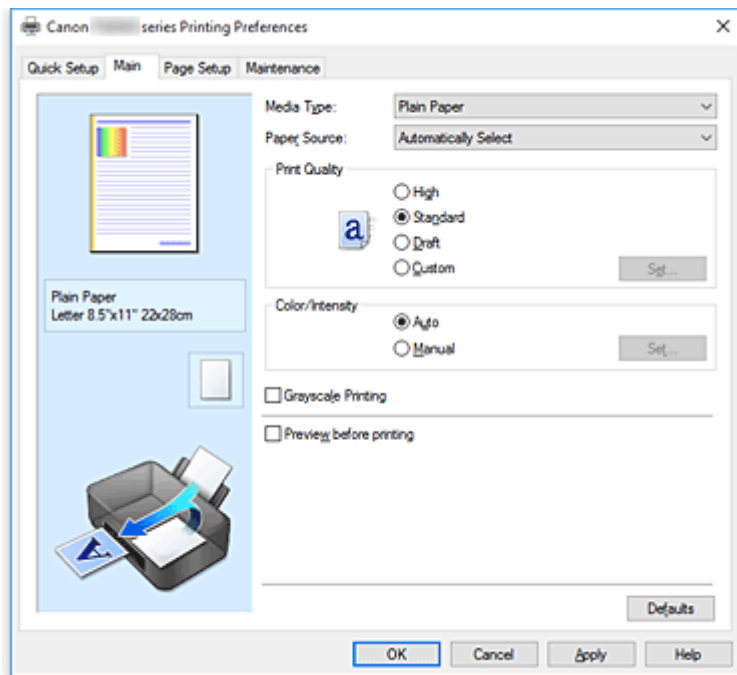 Canon series Printing Preferences
Quick Setup Main Page Setup Maintenance
Media Type: Plain Paper
Paper Source: Automatically Select
Print Quality
High
a Standard
Draft
Custom Set...
Plain Paper
Letter 8.5"x11" 22x28cm
Color/Intensity
Auto
Manual Set...
Grayscale Printing
Preview before printing
A
Defaults
OK Cancel Apply Help